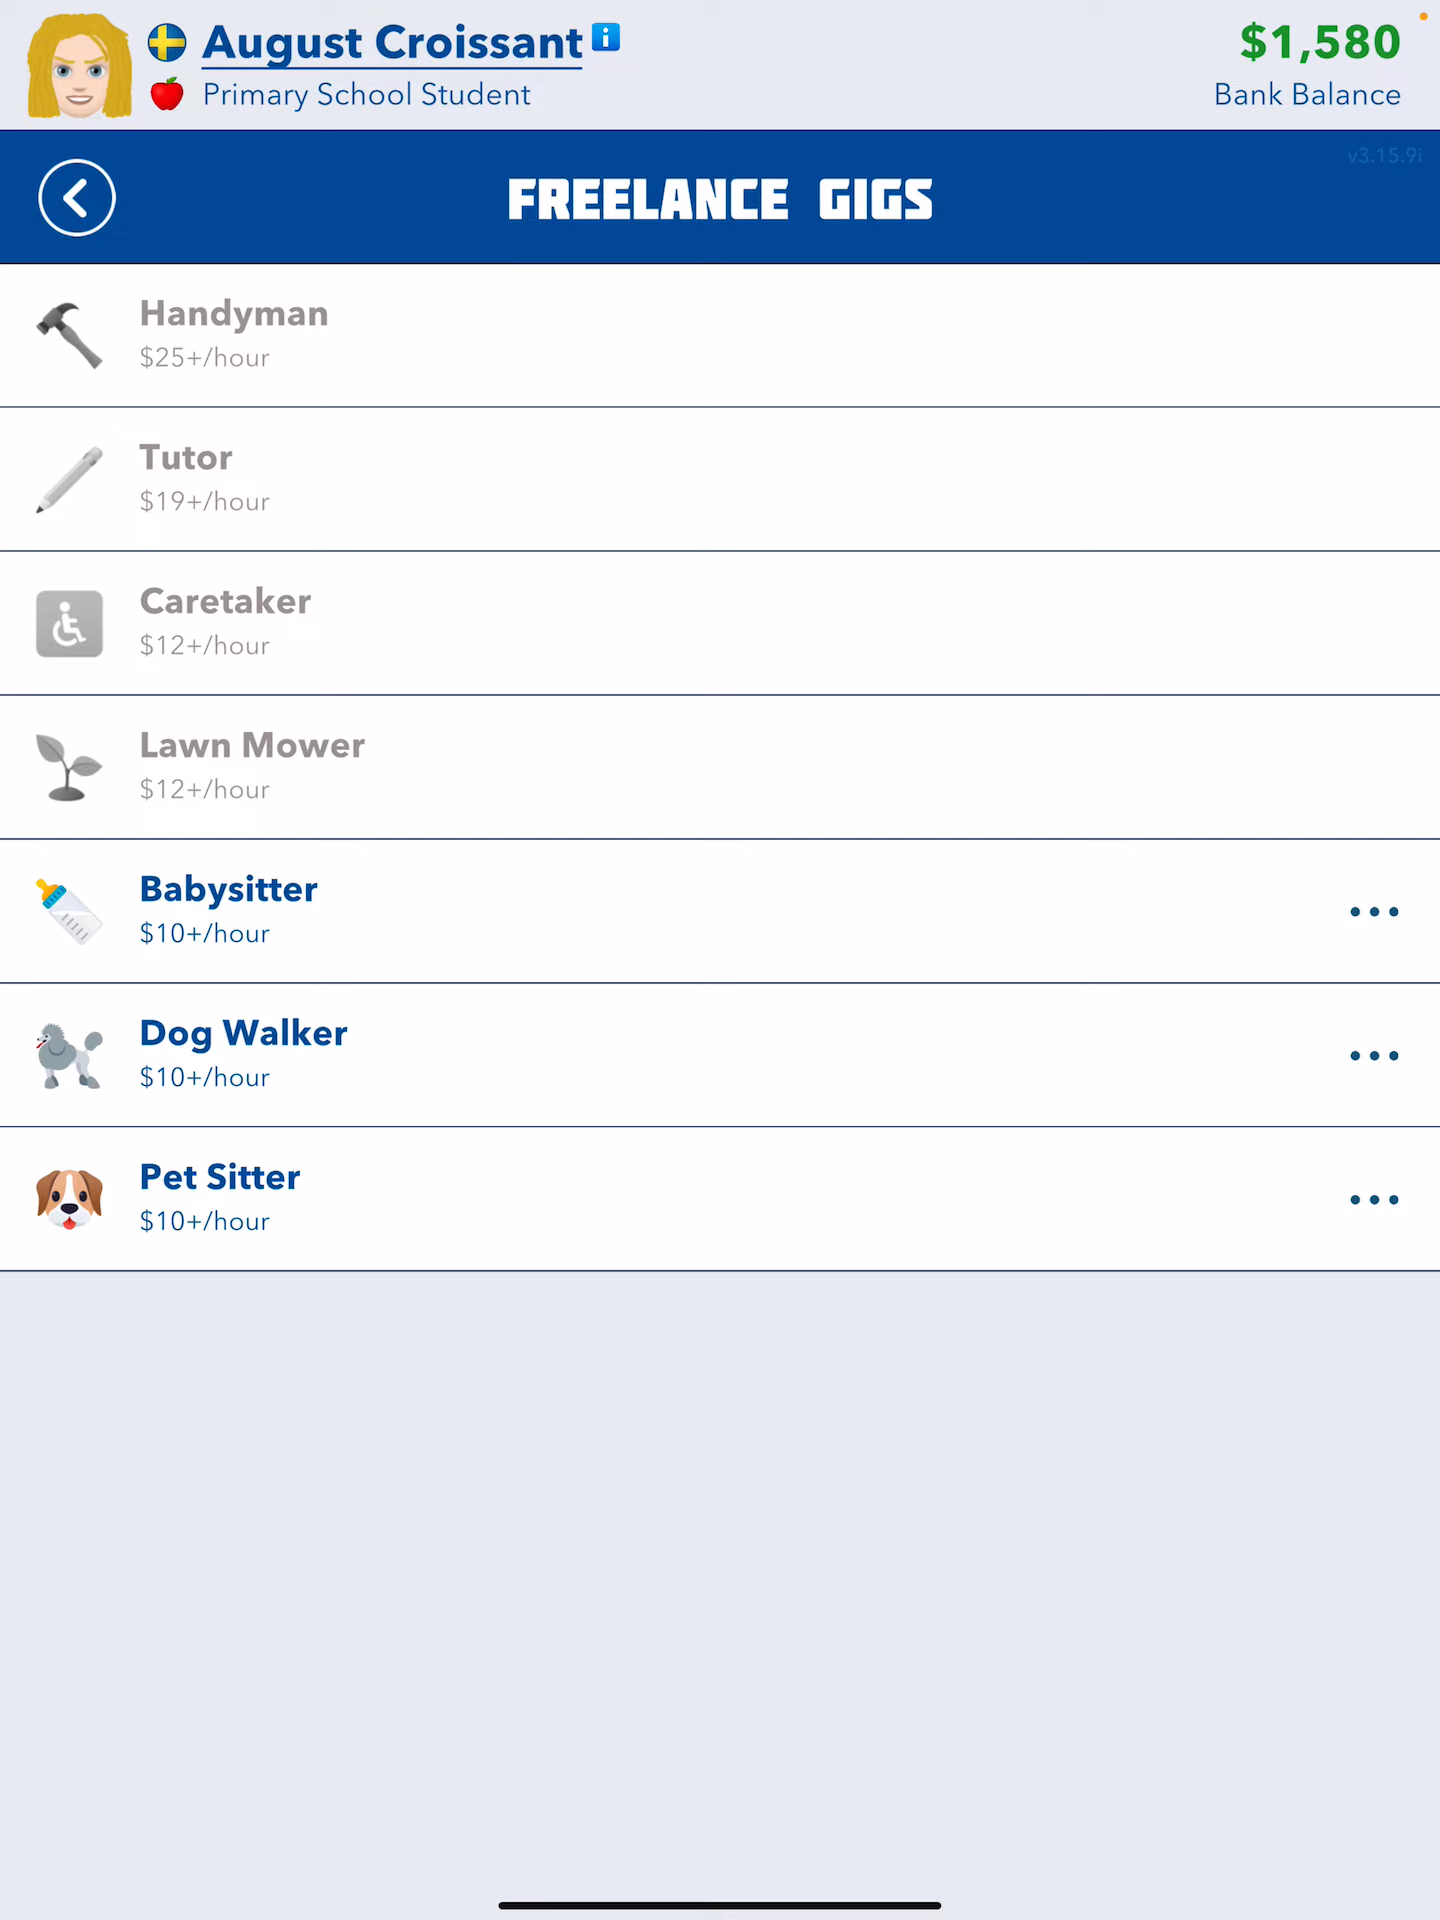 August Croissant
$1,580
Primary School Student
Bank Balance
v3.15.9i
FREELANCE GIGS
Handyman
$25+/hour
Tutor
$19+/hour
Caretaker
$12+/hour
Lawn Mower
$12+/hour
Babysitter
$10+/hour
Dog Walker
$10+/hour
Pet Sitter
$10+/hour